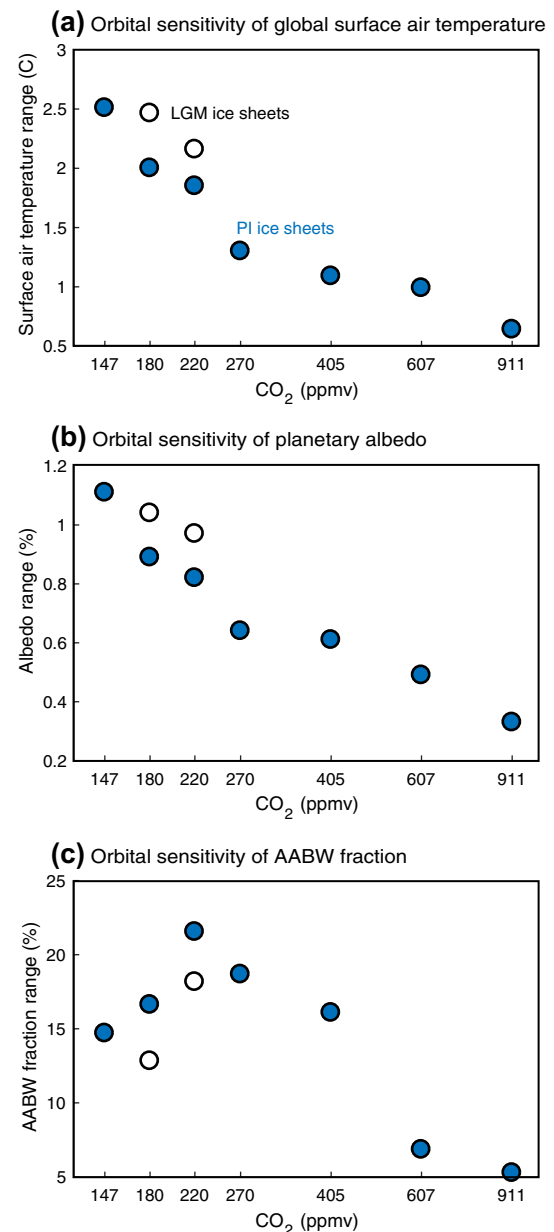 (a) Orbital sensitivity of global surface air temperature
Surface air temperature range (C)
3
2.5
2
1.5
1
0.5
LGM ice sheets
PI ice sheets
147 180 220 270 405 607 911
CO2 (ppmv)
(b) Orbital sensitivity of planetary albedo
Albedo range (%)
1.2
1
0.8
0.6
0.4
0.2
147 180 220 270 405 607 911
CO2 (ppmv)
(c) Orbital sensitivity of AABW fraction
AABW fraction range (%)
25
20
15
10
5
147 180 220 270 405 607 911
CO2 (ppmv)